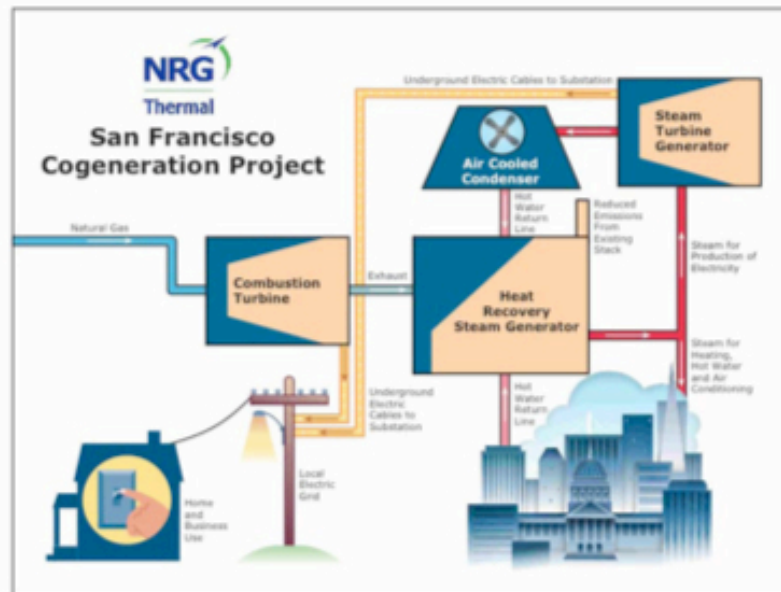 NRG
Thermal
San Francisco
Cogeneration Project
Underground Electric Cables to Substation
Steam
Turbine
Generator
Air Cooled
Condenser
Hot
Water
Return
Line
Reduced
Emissions
From
Existing
Stack
Steam for
Production of
Electricity
Natural Gas
Combustion
Turbine
Exhaust
Heat
Recovery
Steam Generator
Steam for
Heating,
Hot Water
and Air
Conditioning
Underground
Electric
Cables to
Substation
Hot
Water
Return
Line
Local
Electric
Grid
Home
and
Business
Use